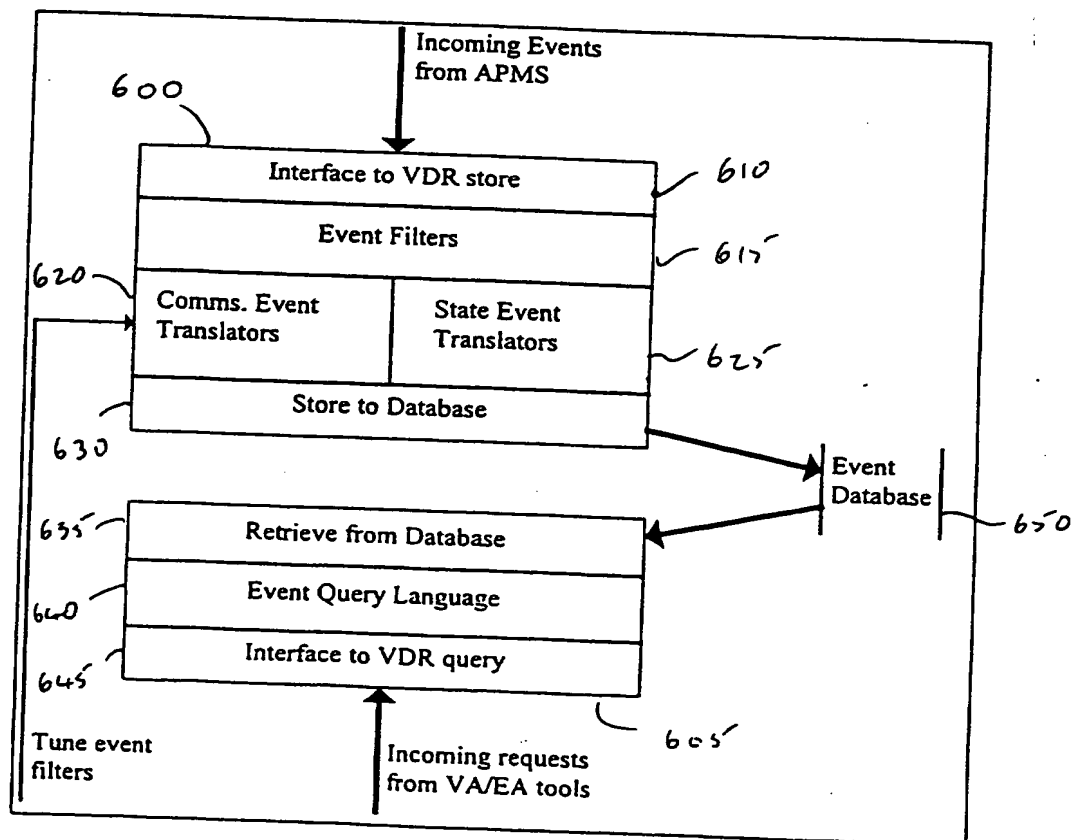 Incoming Events
from APMS
600
Interface to VDR store
610
Event Filters
615
620
Comms. Event
Translators
State Event
Translators
625
Store to Database
630
Event
Database
650
635
Retrieve from Database
640
Event Query Language
645
Interface to VDR query
605
Tune event
filters
Incoming requests
from VA/EA tools